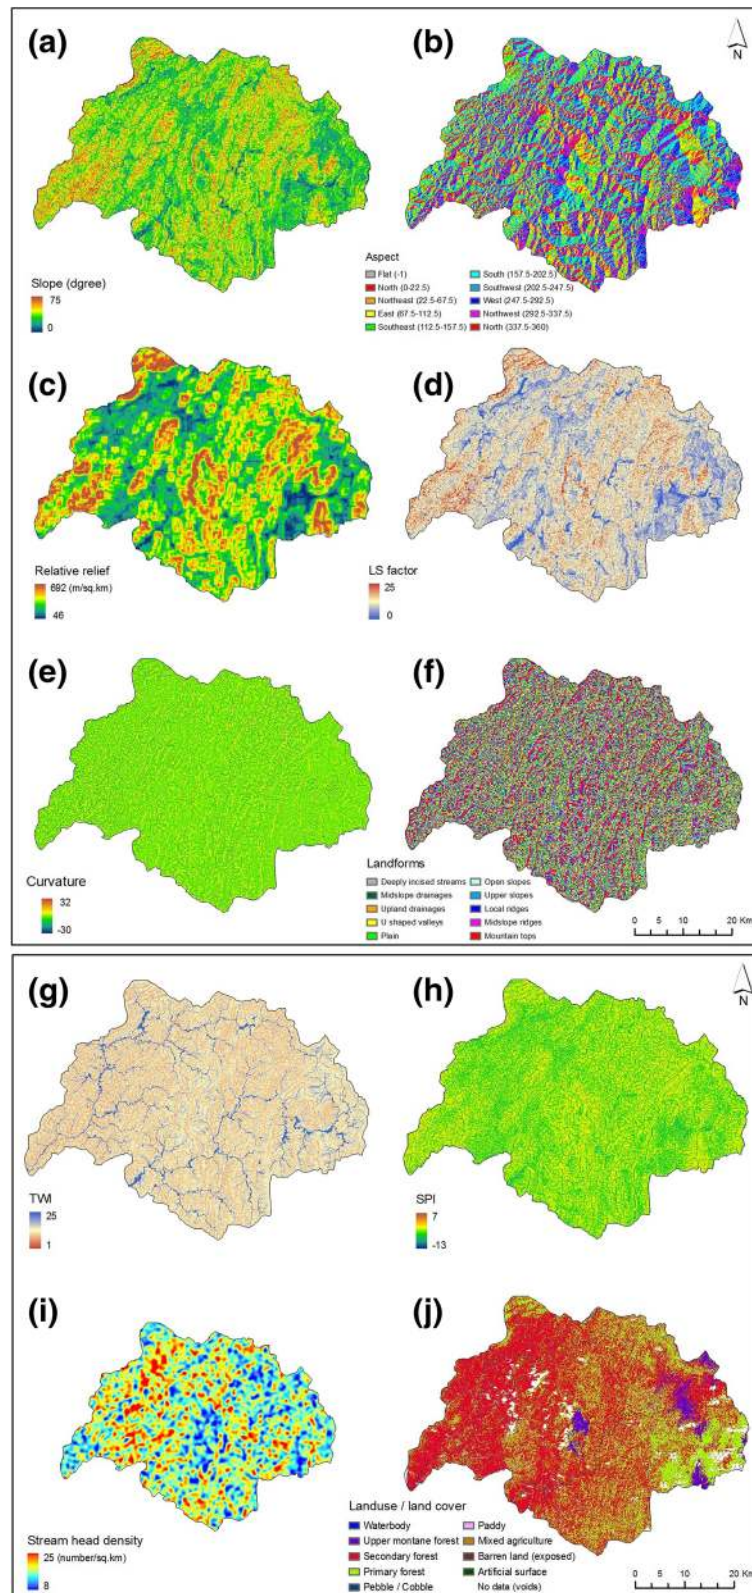 (a)
(b)
N
Slope (dgree)
75
0
Aspect
Flat (-1)
North (0-22.5)
Northeast (22.5-67.5)
East (67.5-112.5)
Southeast (112.5-157.5)
South (157.5-202.5)
Southwest (202.5-247.5)
West (247.5-292.5)
Northwest (292.5-337.5)
North (337.5-360)
(c)
(d)
Relative relief
692 (m/sq.km)
46
LS factor
25
0
(e)
(f)
Curvature
32
-30
Landforms
Deeply incised streams
Midslope drainages
Upland drainages
U shaped valleys
Plain
Open slopes
Upper slopes
Local ridges
Midslope ridges
Mountain tops
0 5 10 20 Km
(g)
(h)
N
TWI
25
1
SPI
7
-13
(i)
(j)
Stream head density
25 (number/sq.km)
8
Landuse / land cover
Waterbody
Upper montane forest
Secondary forest
Primary forest
Pebble / Cobble
Paddy
Mixed agriculture
Barren land (exposed)
Artificial surface
No data (voids)
0 5 10 20 Km